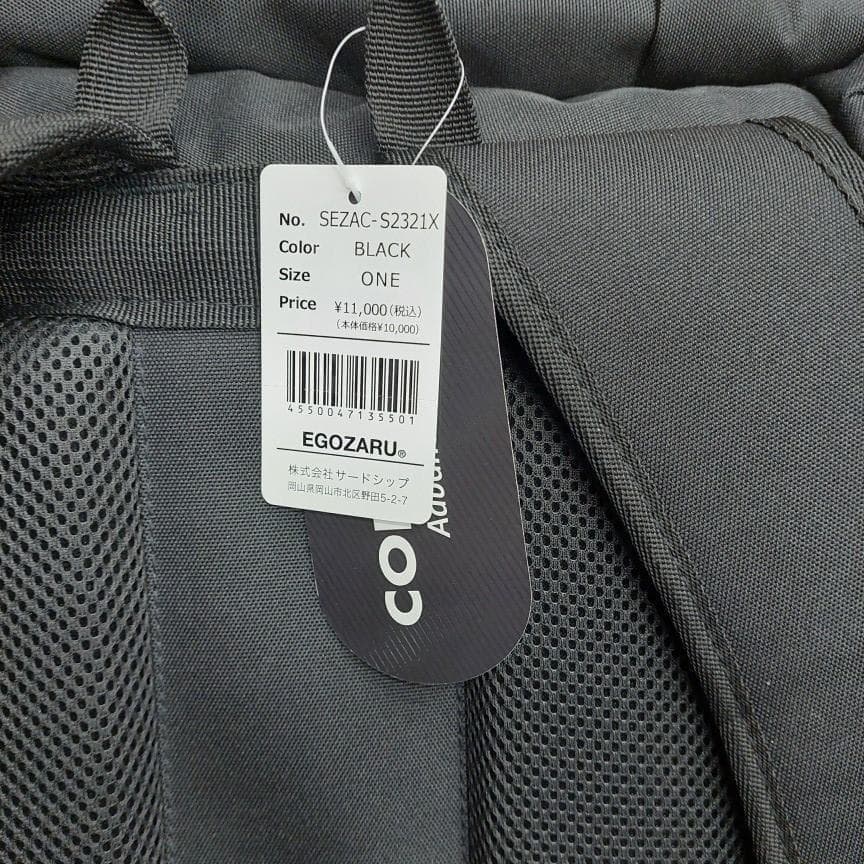 No. SEZAC-S2321X
Color BLACK
Size ONE
Price ¥11,000(税込)
(本体価格¥10,000)
4550047135501
EGOZARU®
株式会社サードシップ
岡山県岡山市北区野田5-2-7